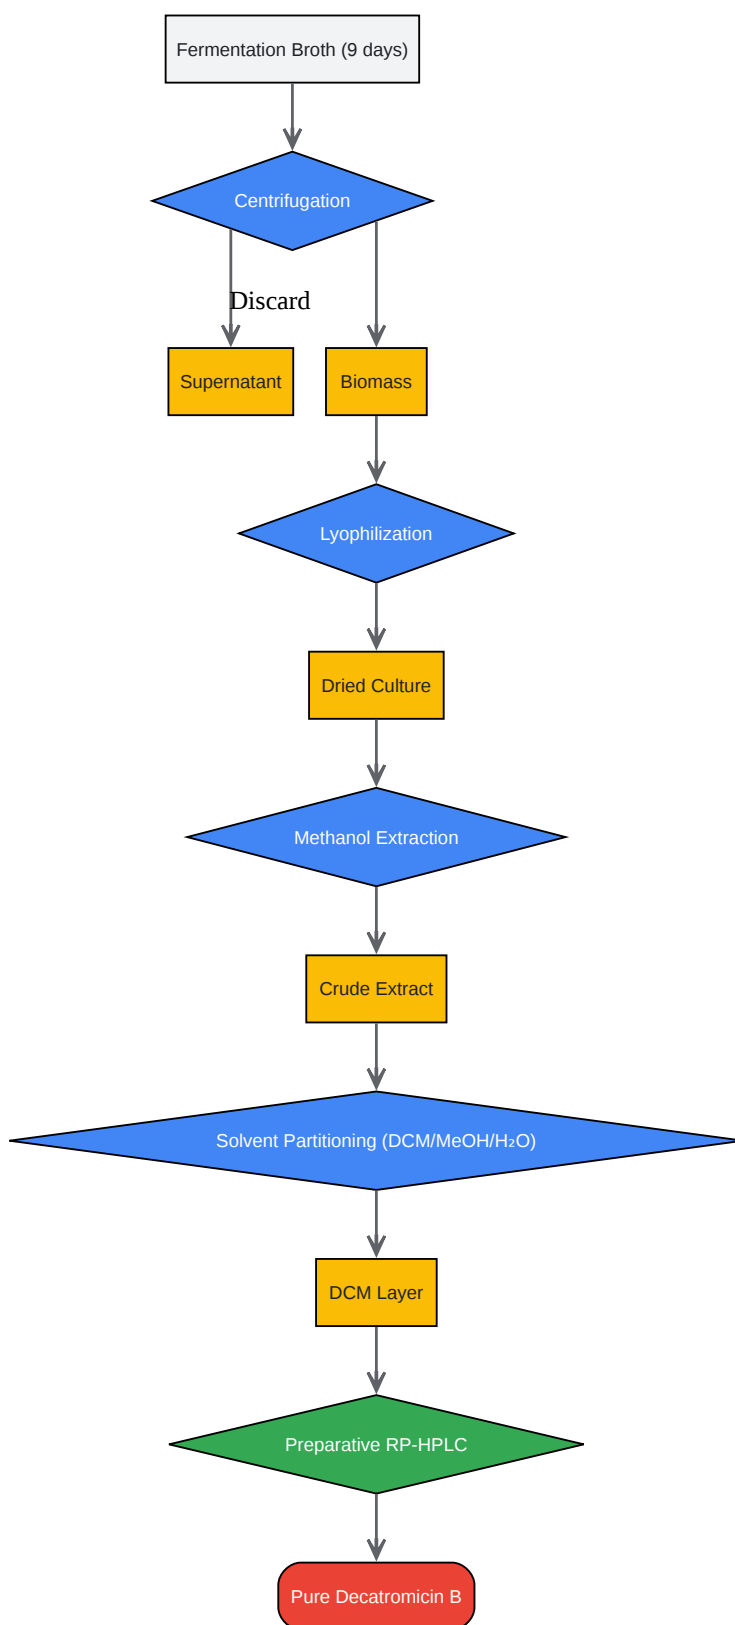 Fermentation Broth (9 days)
Centrifugation
Discard
Supernatant
Biomass
Lyophilization
Dried Culture
Methanol Extraction
Crude Extract
Solvent Partitioning (DCM/MeOH/H₂O)
DCM Layer
Preparative RP-HPLC
Pure Decatromicin B